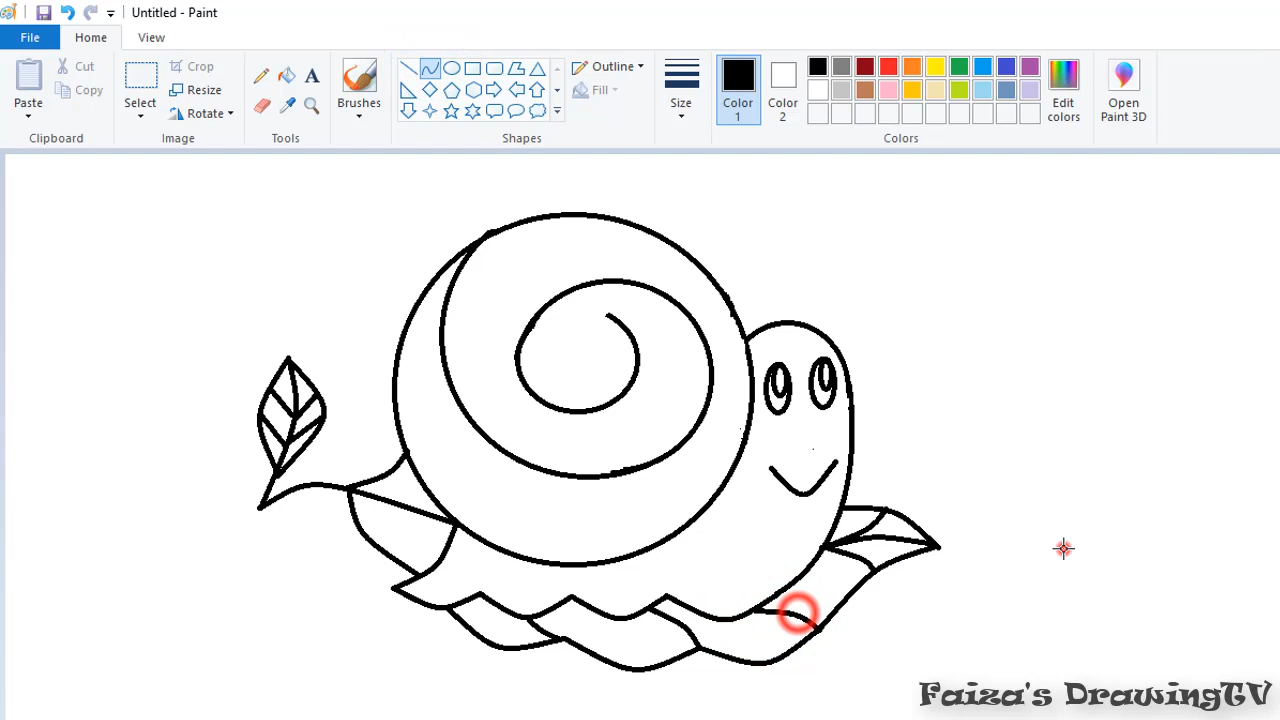 Untitled - Paint
File Home View
Paste Cut Copy Clipboard
Select Crop Resize Rotate Image
Tools
Brushes
Outline Fill Shapes
Size
Color 1
Color 2
Edit colors
Colors
Open Paint 3D
Faiza's DrawingTV